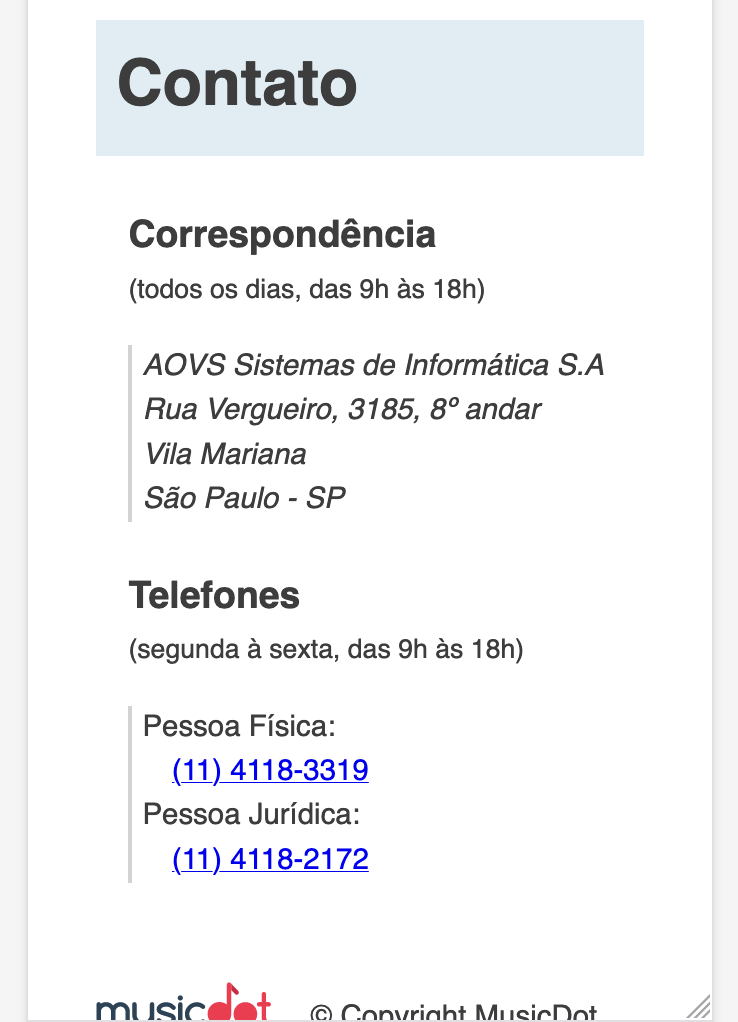 Contato
Correspondência
(todos os dias, das 9h às 18h)
AOVS Sistemas de Informática S.A
Rua Vergueiro, 3185, 8º andar
Vila Mariana
São Paulo - SP
Telefones
(segunda à sexta, das 9h às 18h)
Pessoa Física:
(11) 4118-3319
Pessoa Jurídica:
(11) 4118-2172
musicdot © Copyright MusicDot